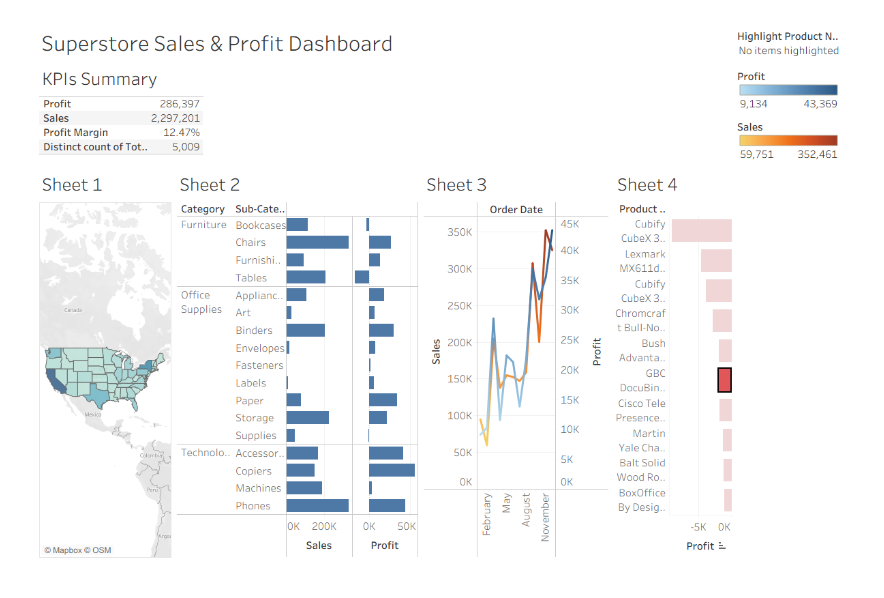 Superstore Sales & Profit Dashboard
Highlight Product N..
No items highlighted
KPIs Summary
Profit 286,397
Sales 2,297,201
Profit Margin 12.47%
Distinct count of Tot.. 5,009
Profit
9,134 43,369
Sales
59,751 352,461
Sheet 1
Canada
Mexico
Colombia
Peru
© Mapbox © OSM
Sheet 2
Category Sub-Cate..
Furniture Bookcases
Chairs
Furnishi..
Tables
Office Supplies Applianc..
Art
Binders
Envelopes
Fasteners
Labels
Paper
Storage
Supplies
Technolo.. Accessor..
Copiers
Machines
Phones
0K 200K 0K 50K
Sales Profit
Sheet 3
Order Date
350K
300K
250K
200K
150K
100K
50K
0K
Sales
45K
40K
35K
30K
25K
20K
15K
10K
5K
0K
Profit
February
May
August
November
Sheet 4
Product ..
Cubify
CubeX 3..
Lexmark
MX611d..
Cubify
CubeX 3..
Chromcraf
t Bull-No..
Bush
Advanta..
GBC
DocuBin..
Cisco Tele
Presence..
Martin
Yale Cha..
Balt Solid
Wood Ro..
BoxOffice
By Desig..
-5K 0K
Profit